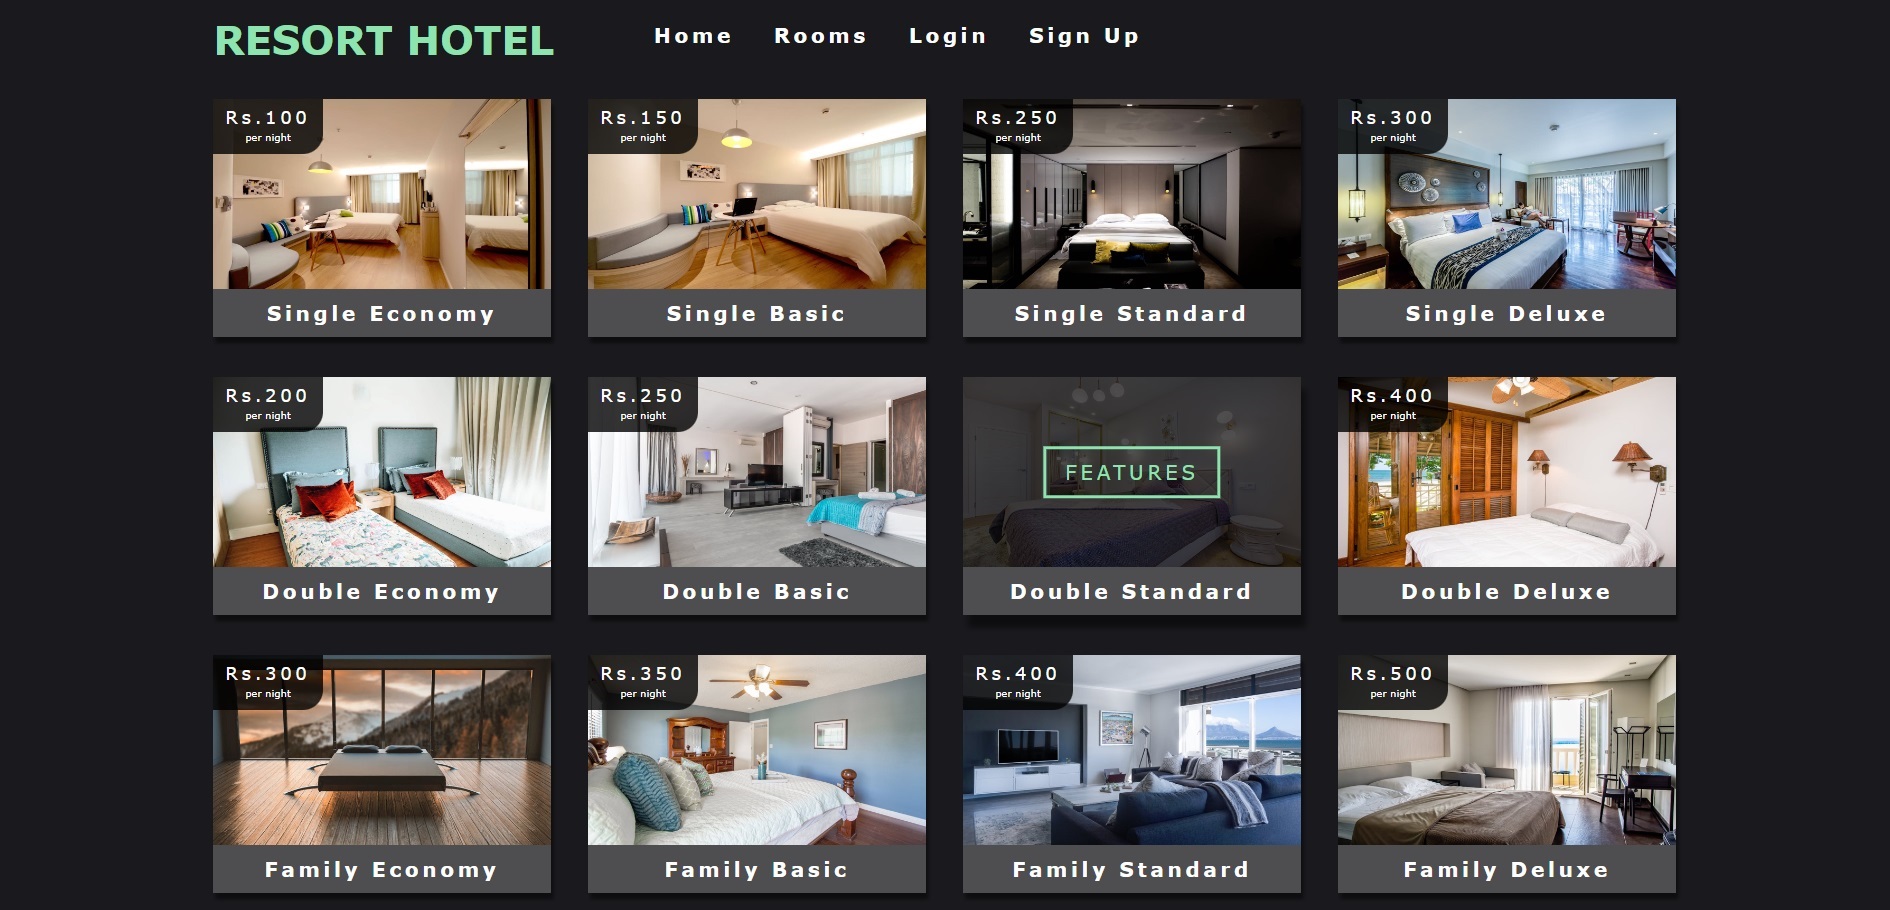 RESORT HOTEL
Home Rooms Login Sign Up
Rs.100
per night
Single Economy
Rs.150
per night
Single Basic
Rs.250
per night
Single Standard
Rs.300
per night
Single Deluxe
Rs.200
per night
Double Economy
Rs.250
per night
Double Basic
FEATURES
Double Standard
Rs.400
per night
Double Deluxe
Rs.300
per night
Family Economy
Rs.350
per night
Family Basic
Rs.400
per night
Family Standard
Rs.500
per night
Family Deluxe